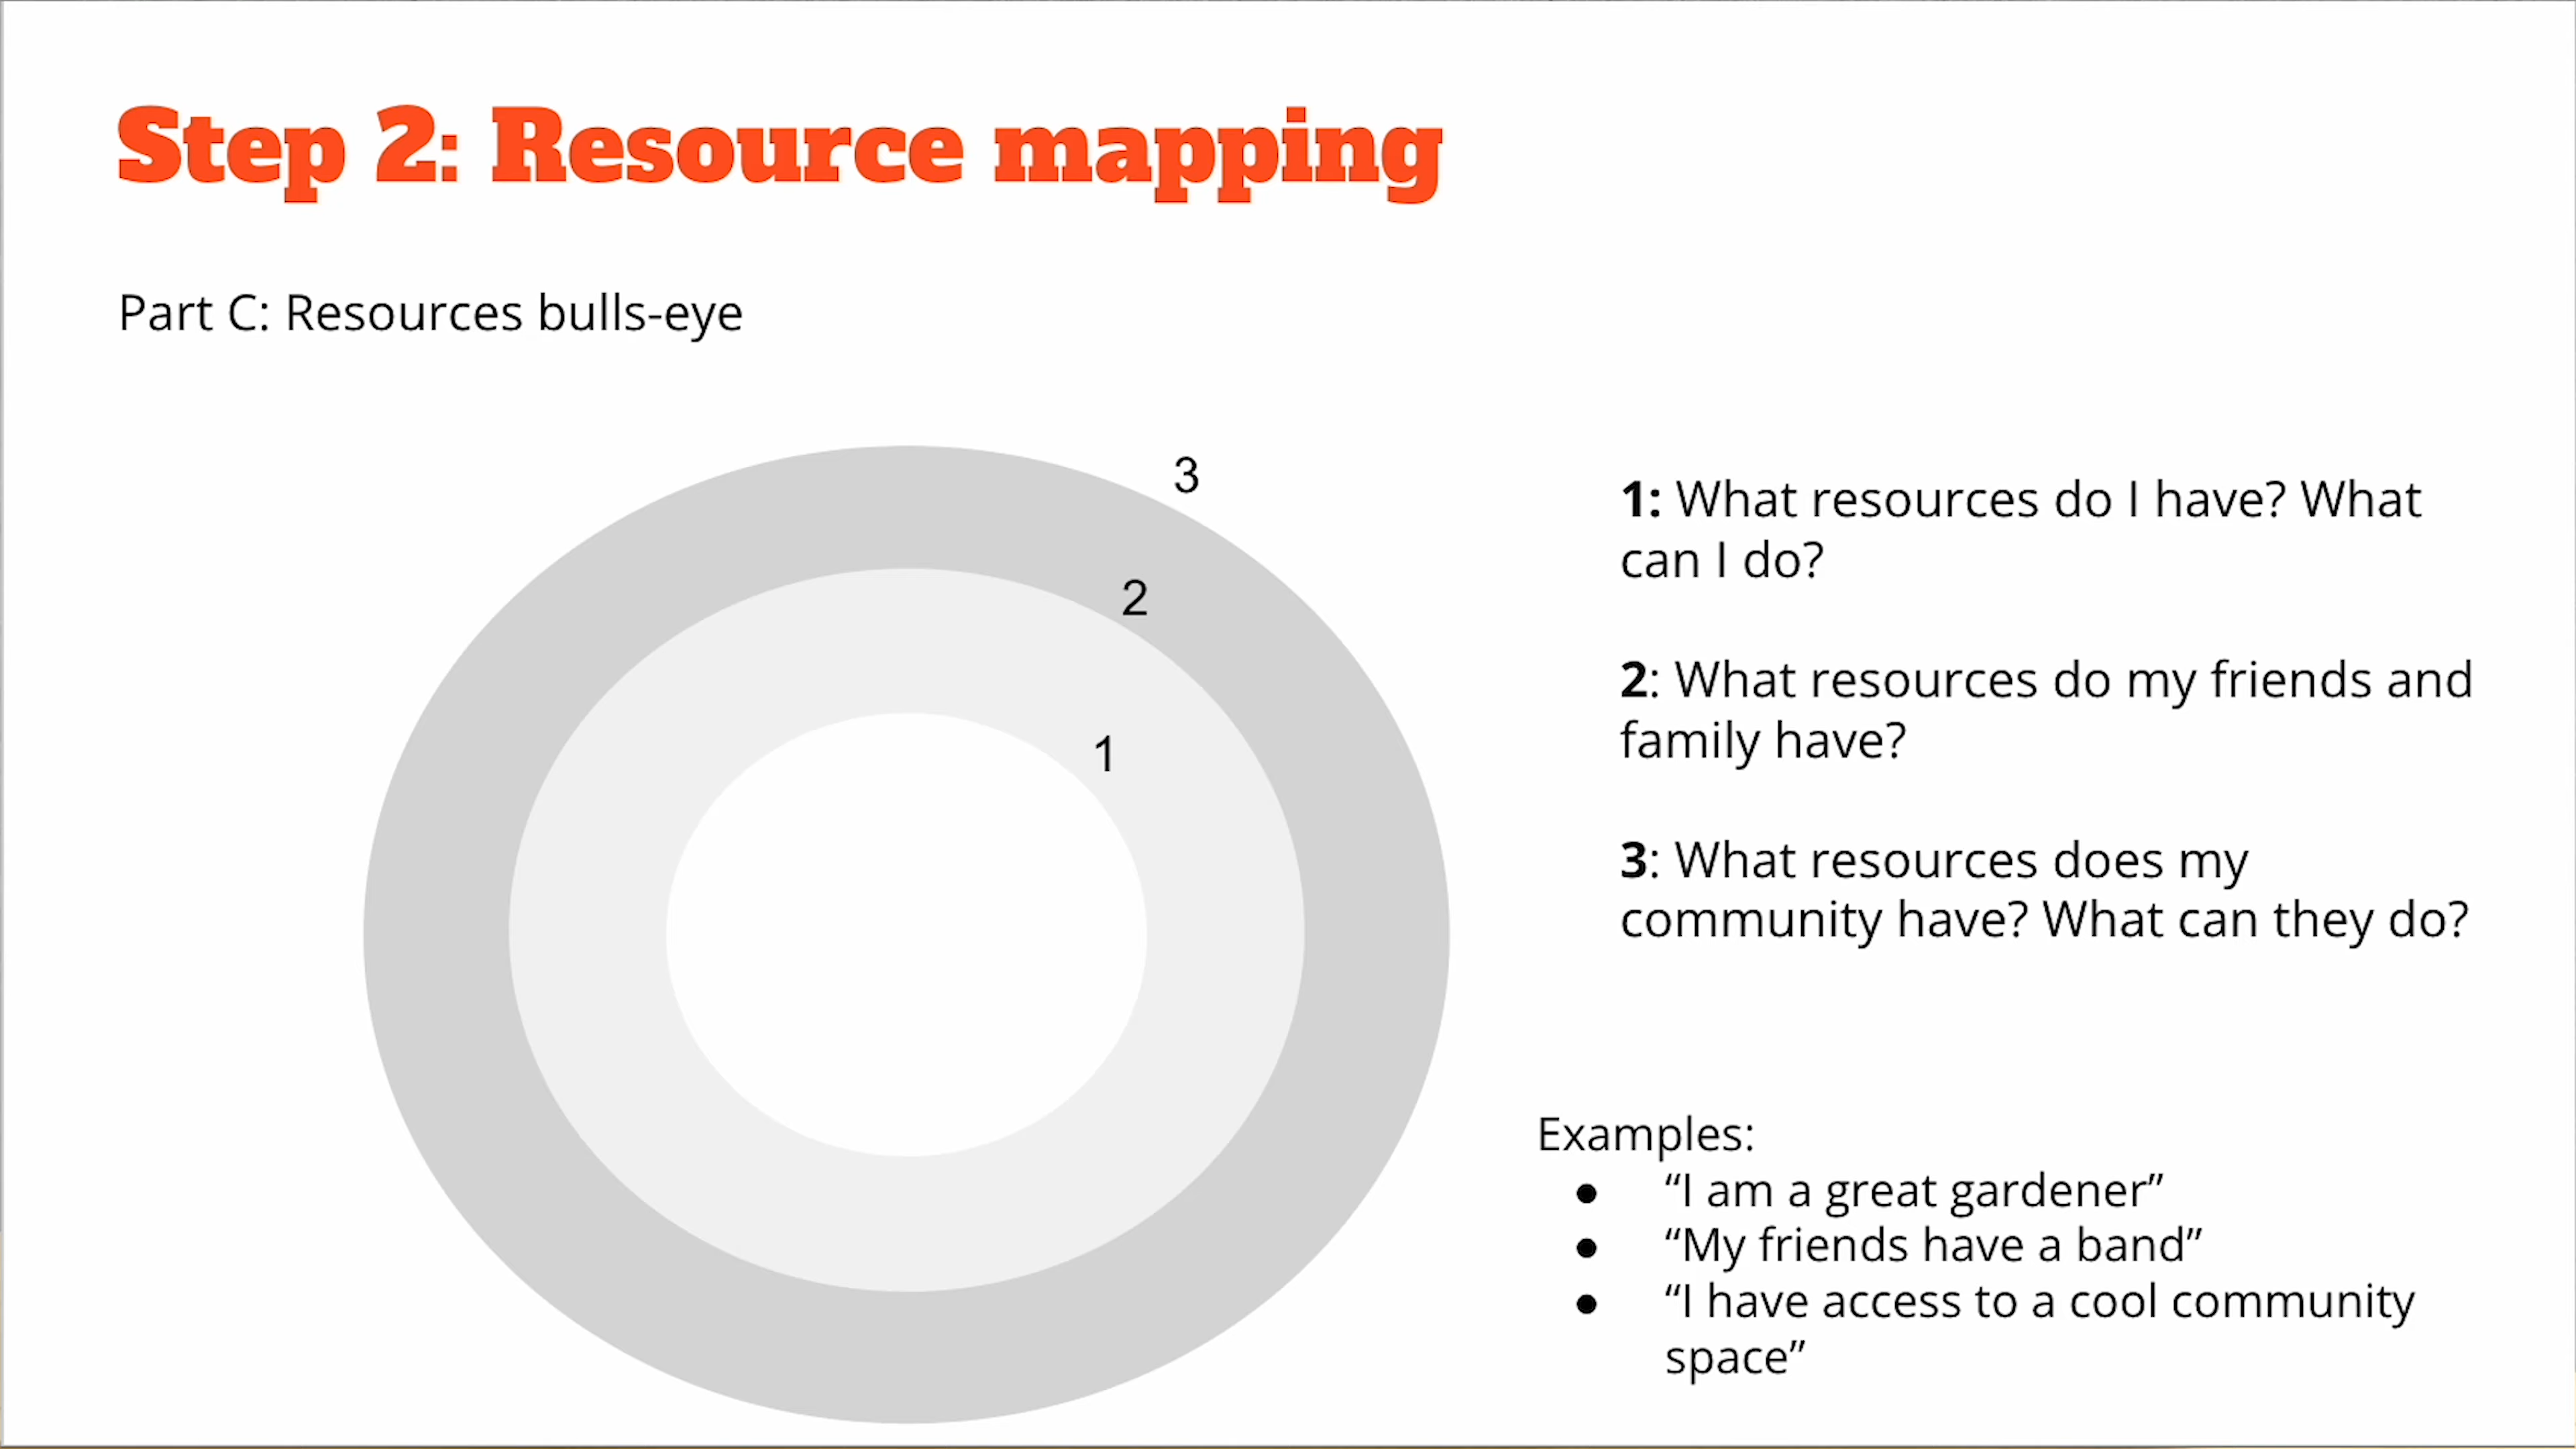 Step 2: Resource mapping
Part C: Resources bulls-eye
3
2
1
1: What resources do I have? What
can I do?
2: What resources do my friends and
family have?
3: What resources does my
community have? What can they do?
Examples:
● “I am a great gardener”
● “My friends have a band”
● “I have access to a cool community
space”